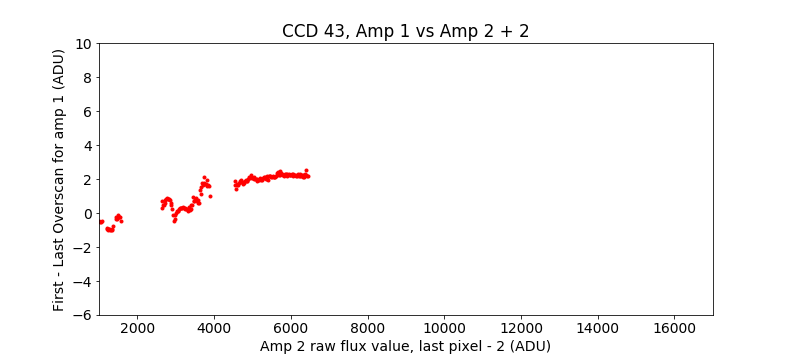 CCD 43, Amp 1 vs Amp 2 + 2
First - Last Overscan for amp 1 (ADU)
10
8
6
4
2
0
−2
−4
−6
2000 4000 6000 8000 10000 12000 14000 16000
Amp 2 raw flux value, last pixel - 2 (ADU)